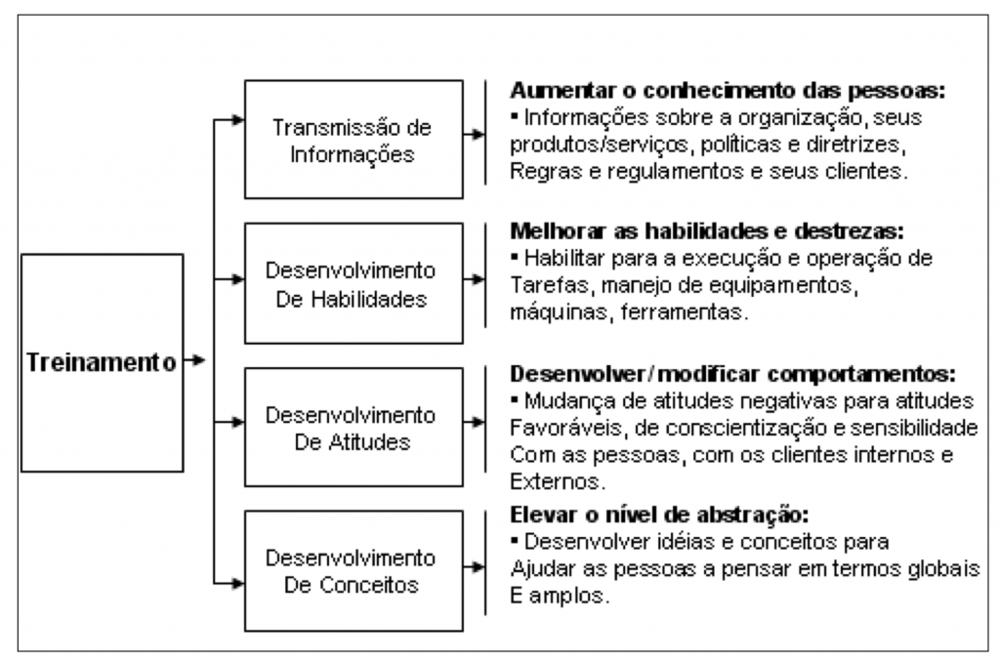 Treinamento
Transmissão de
Informações
Aumentar o conhecimento das pessoas:
▪ Informações sobre a organização, seus
produtos/serviços, políticas e diretrizes,
Regras e regulamentos e seus clientes.
Desenvolvimento
De Habilidades
Melhorar as habilidades e destrezas:
▪ Habilitar para a execução e operação de
Tarefas, manejo de equipamentos,
máquinas, ferramentas.
Desenvolvimento
De Atitudes
Desenvolver/modificar comportamentos:
▪ Mudança de atitudes negativas para atitudes
Favoráveis, de conscientização e sensibilidade
Com as pessoas, com os clientes internos e
Externos.
Desenvolvimento
De Conceitos
Elevar o nível de abstração:
▪ Desenvolver idéias e conceitos para
Ajudar as pessoas a pensar em termos globais
E amplos.